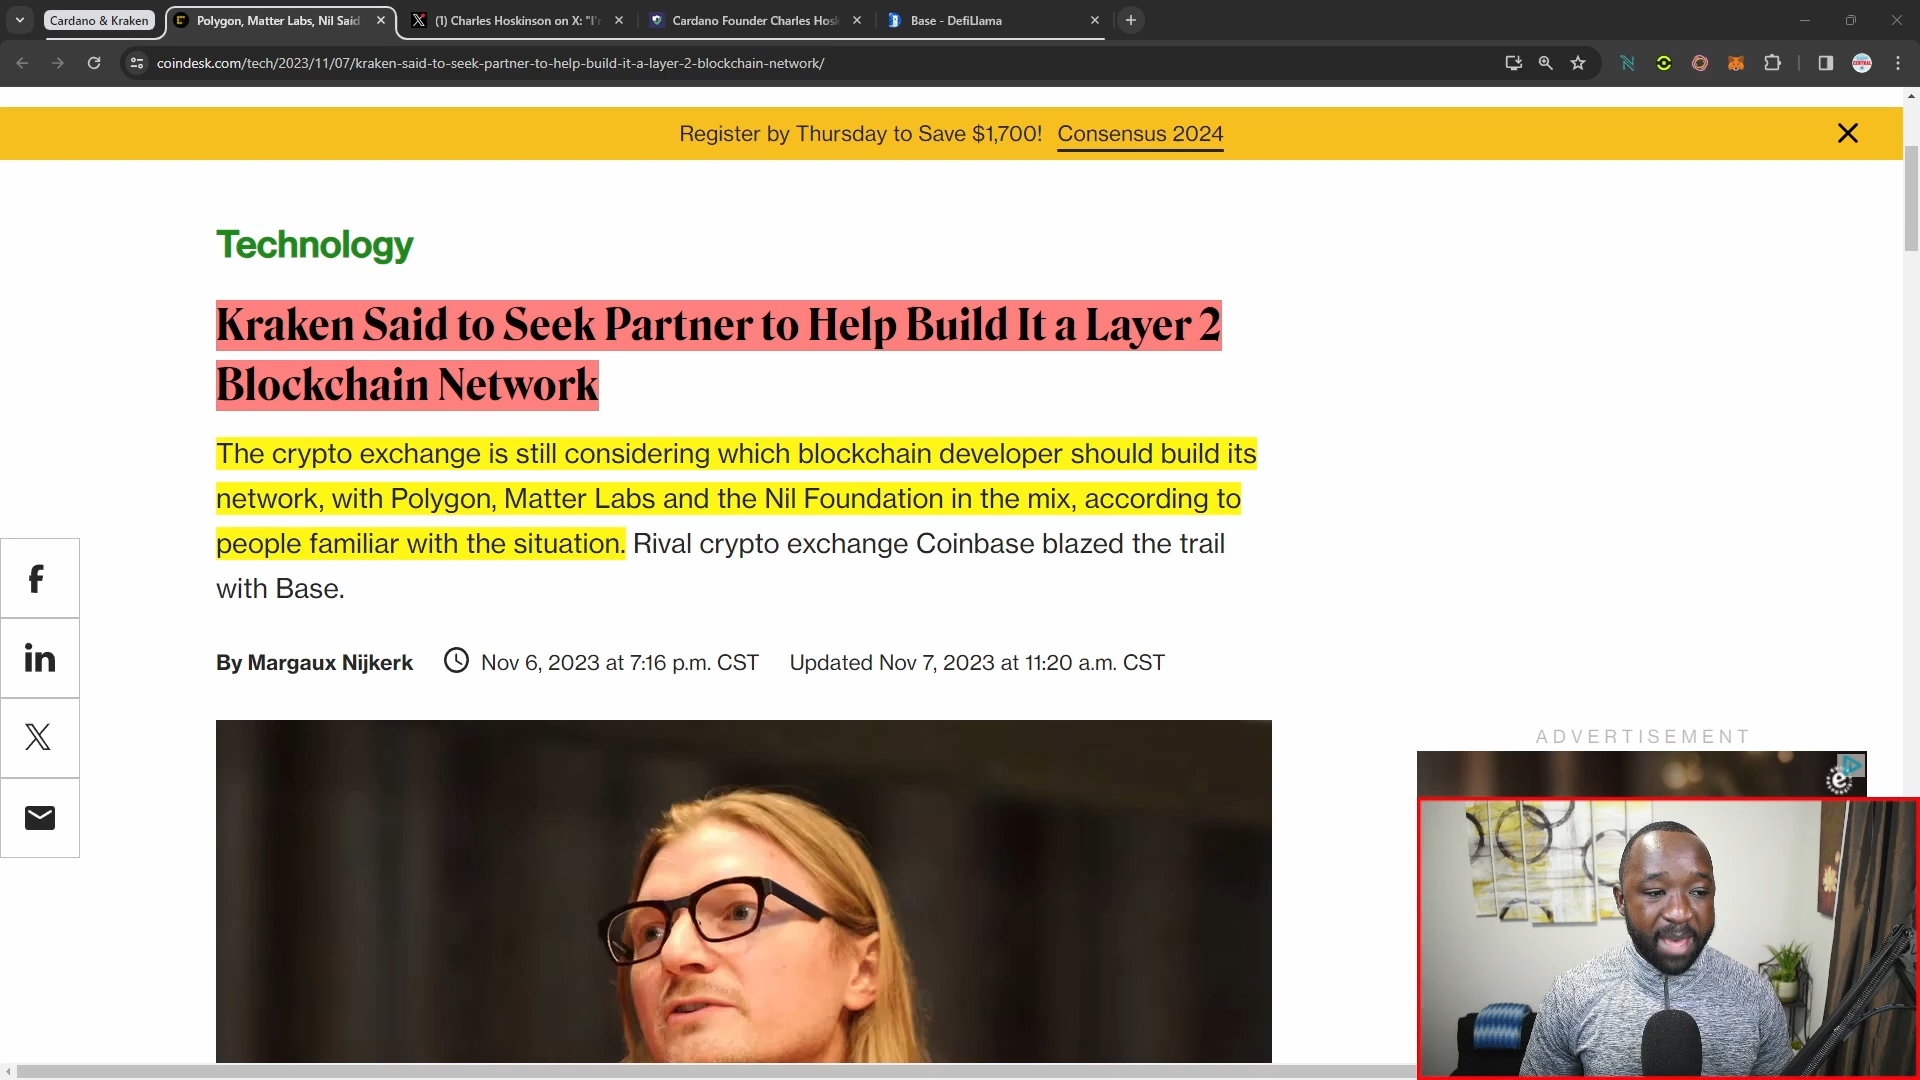 Cardano & Kraken
Polygon, Matter Labs, Nil Said
(1) Charles Hoskinson on X: "I'
Cardano Founder Charles Hos
Base - DefiLlama
coindesk.com/tech/2023/11/07/kraken-said-to-seek-partner-to-help-build-it-a-layer-2-blockchain-network/
Register by Thursday to Save $1,700! Consensus 2024
Technology
Kraken Said to Seek Partner to Help Build It a Layer 2
Blockchain Network
The crypto exchange is still considering which blockchain developer should build its
network, with Polygon, Matter Labs and the Nil Foundation in the mix, according to
people familiar with the situation. Rival crypto exchange Coinbase blazed the trail
with Base.
By Margaux Nijkerk Nov 6, 2023 at 7:16 p.m. CST Updated Nov 7, 2023 at 11:20 a.m. CST
ADVERTISEMENT